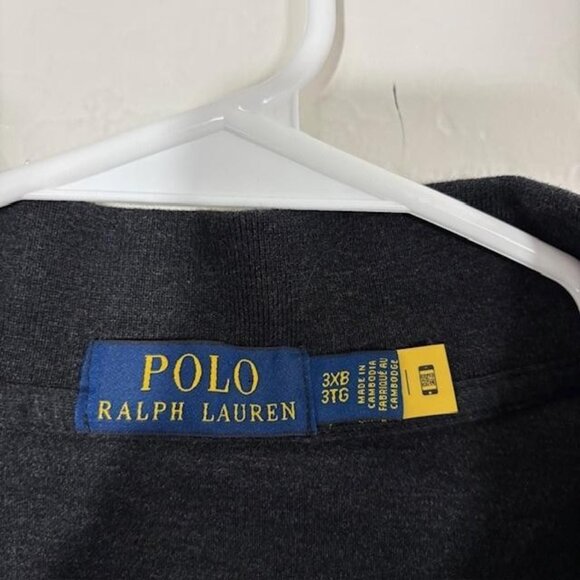 POLO
RALPH LAUREN
3XB
3TG
MADE IN
CAMBODIA
FABRIQUÉ AU
CAMBODGE